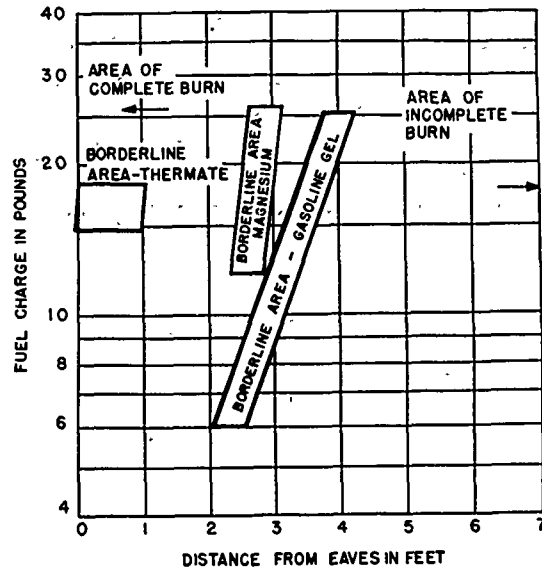 40
30
20
10
8
6
4
FUEL CHARGE IN POUNDS
AREA OF
COMPLETE BURN
BORDERLINE
AREA-THERMATE
BORDERLINE AREA
MAGNESIUM
BORDERLINE AREA - GASOLINE GEL
AREA OF
INCOMPLETE
BURN
0 1 2 3 4 5 6 7
DISTANCE FROM EAVES IN FEET